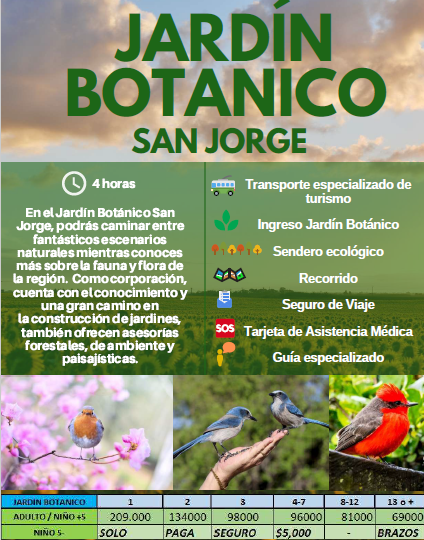 JARDÍN
BOTANICO
SAN JORGE
4 horas
En el Jardín Botánico San
Jorge, podrás caminar entre
fantásticos escenarios
naturales mientras conoces
más sobre la fauna y flora de
la región. Como corporación,
cuenta con el conocimiento y
una gran camino en
la construcción de jardines,
también ofrecen asesorías
forestales, de ambiente y
paisajísticas.
Transporte especializado de
turismo
Ingreso Jardín Botánico
Sendero ecológico
Recorrido
Seguro de Viaje
SOS Tarjeta de Asistencia Médica
Guía especializado
JARDIN BOTANICO 1 2 3 4-7 8-12 13 o +
ADULTO / NIÑO +5 209.000 134000 98000 96000 81000 69000
NIÑO 5- SOLO PAGA SEGURO $5,000 - BRAZOS